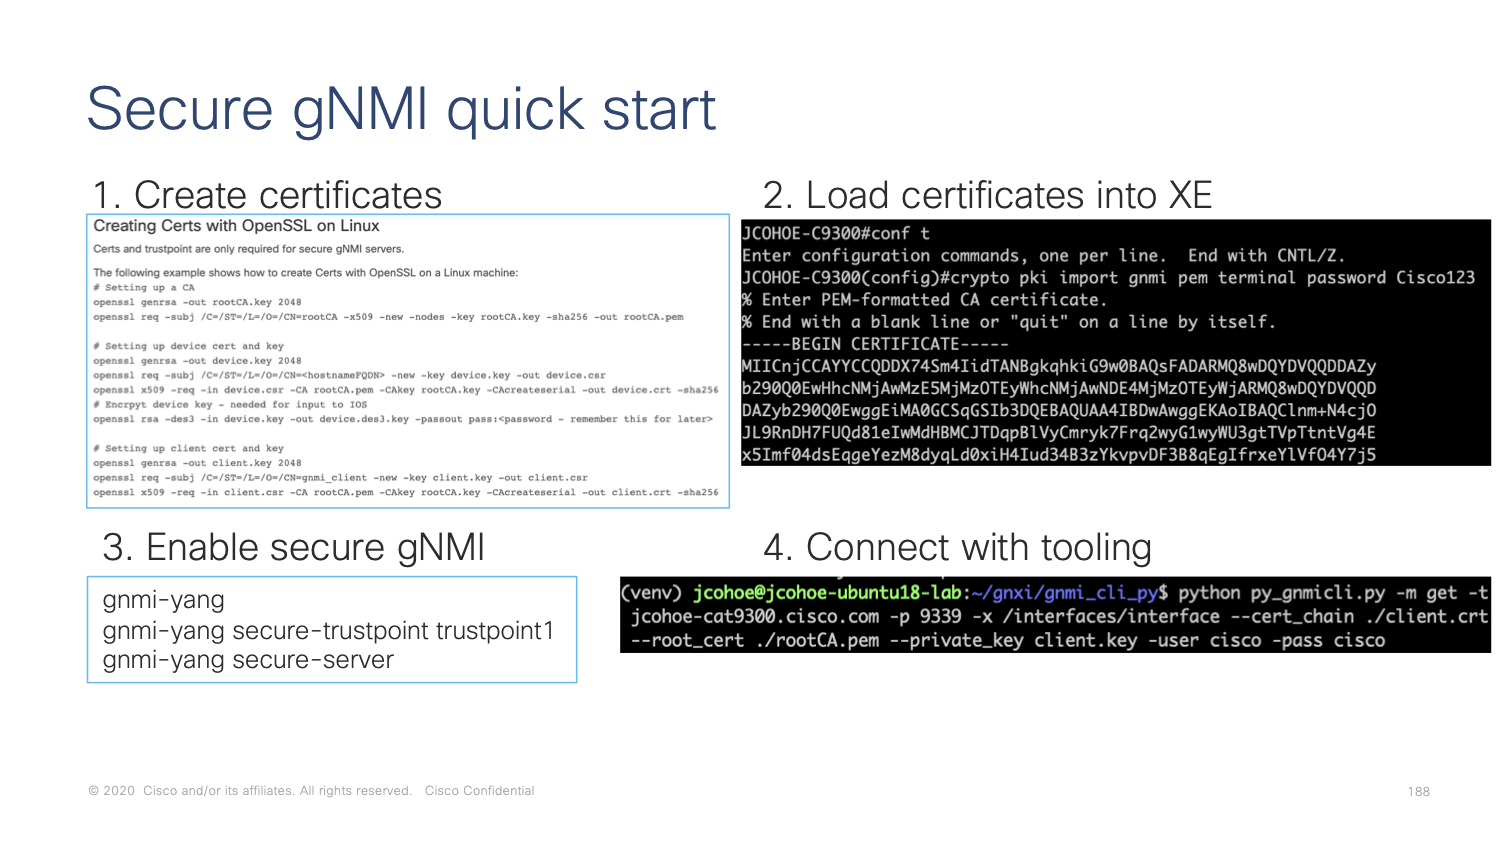 Secure gNMI quick start
1. Create certificates
Creating Certs with OpenSSL on Linux
Certs and trustpoint are only required for secure gNMI servers.
The following example shows how to create Certs with OpenSSL on a Linux machine:
# Setting up a CA
openssl genrsa -out rootCA.key 2048
openssl req -subj /C=/ST=/L=/O=/CN=rootCA -x509 -new -nodes -key rootCA.key -sha256 -out rootCA.pem
# Setting up device cert and key
openssl genrsa -out device.key 2048
openssl req -subj /C=/ST=/L=/O=/CN=<hostnameFQDN> -new -key device.key -out device.csr
openssl x509 -req -in device.csr -CA rootCA.pem -CAkey rootCA.key -CAcreateserial -out device.crt -sha256
# Encrpyt device key - needed for input to IOS
openssl rsa -des3 -in device.key -out device.des3.key -passout pass:<password - remember this for later>
# Setting up client cert and key
openssl genrsa -out client.key 2048
openssl req -subj /C=/ST=/L=/O=/CN=gnmi_client -new -key client.key -out client.csr
openssl x509 -req -in client.csr -CA rootCA.pem -CAkey rootCA.key -CAcreateserial -out client.crt -sha256
2. Load certificates into XE
JCOHOE-C9300#conf t
Enter configuration commands, one per line.  End with CNTL/Z.
JCOHOE-C9300(config)#crypto pki import gnmi pem terminal password Cisco123
% Enter PEM-formatted CA certificate.
% End with a blank line or "quit" on a line by itself.
-----BEGIN CERTIFICATE-----
MIICnjCCAYYCCQDDX74Sm4IidTANBgkqhkiG9w0BAQsFADARMQ8wDQYDVQQDDAZy
b290Q0EwHhcNMjAwMzE5MjMzOTEyWhcNMjAwNDE4MjMzOTEyWjARMQ8wDQYDVQQD
DAZyb290Q0EwggEiMA0GCSqGSIb3DQEBAQUAA4IBDwAwggEKAoIBAQClnm+N4cjO
JL9RnDH7FUQd81eIwMdHBMCJTDqpBlVyCmryk7Frq2wyG1wyWU3gtTVpTtntVg4E
x5Imf04dsEqgeYezM8dyqLd0xiH4Iud34B3zYkvpvDF3B8qEgIfrxeYlVfO4Y7j5
3. Enable secure gNMI
gnmi-yang
gnmi-yang secure-trustpoint trustpoint1
gnmi-yang secure-server
4. Connect with tooling
(venv) jcohoe@jcohoe-ubuntu18-lab:~/gnxi/gnmi_cli_py$ python py_gnmicli.py -m get -t
jcohoe-cat9300.cisco.com -p 9339 -x /interfaces/interface --cert_chain ./client.crt
--root_cert ./rootCA.pem --private_key client.key -user cisco -pass cisco
© 2020 Cisco and/or its affiliates. All rights reserved. Cisco Confidential
188